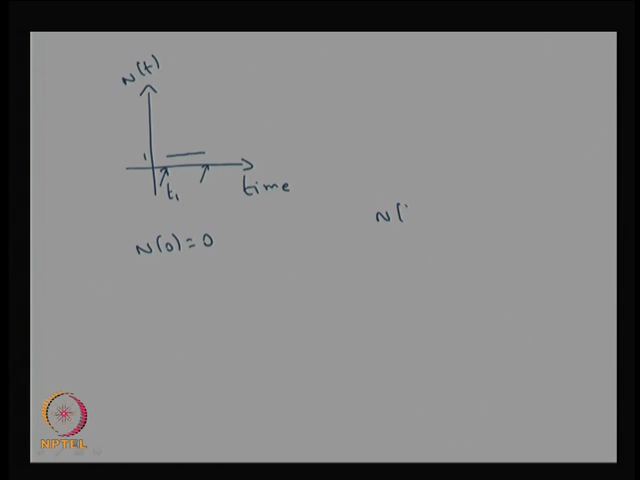 N(t)
1
t1
time
N(0)=0
N(
NPTEL